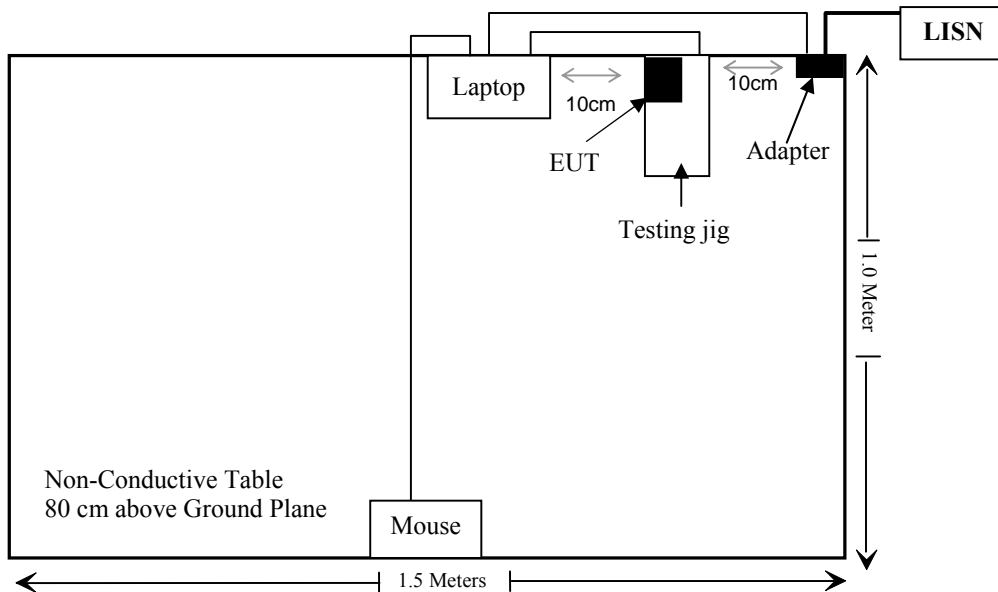 LISN
Laptop
10cm
10cm
EUT
Adapter
Testing jig
1.0 Meter
Non-Conductive Table
80 cm above Ground Plane
Mouse
1.5 Meters